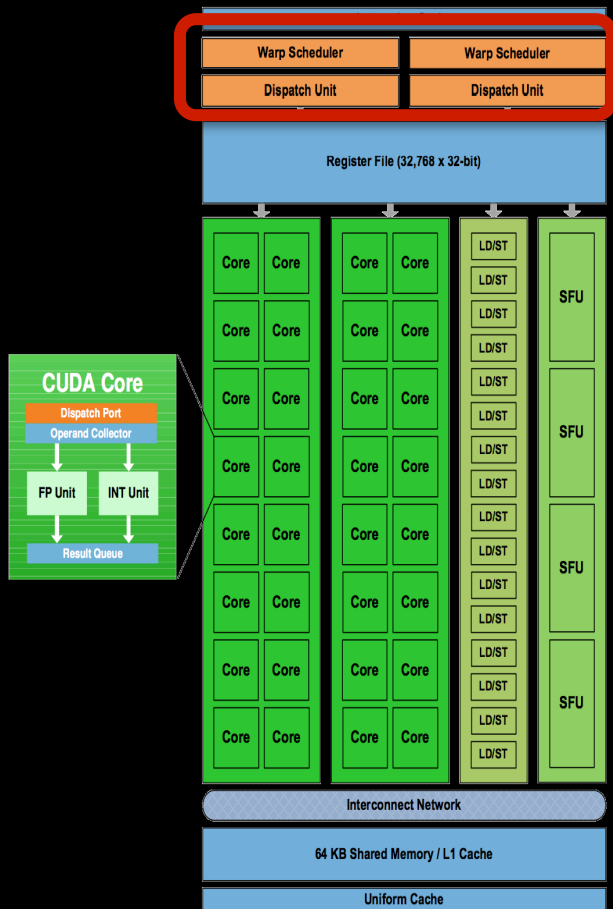 Warp Scheduler Warp Scheduler
Dispatch Unit Dispatch Unit
Register File (32,768 x 32-bit)
Core Core Core Core LD/ST
LD/ST
SFU
Core Core Core Core LD/ST
LD/ST
Core Core Core Core LD/ST
LD/ST
SFU
Core Core Core Core LD/ST
LD/ST
Core Core Core Core LD/ST
LD/ST
SFU
Core Core Core Core LD/ST
LD/ST
Core Core Core Core LD/ST
LD/ST
SFU
Core Core Core Core LD/ST
LD/ST
CUDA Core
Dispatch Port
Operand Collector
FP Unit INT Unit
Result Queue
Interconnect Network
64 KB Shared Memory / L1 Cache
Uniform Cache